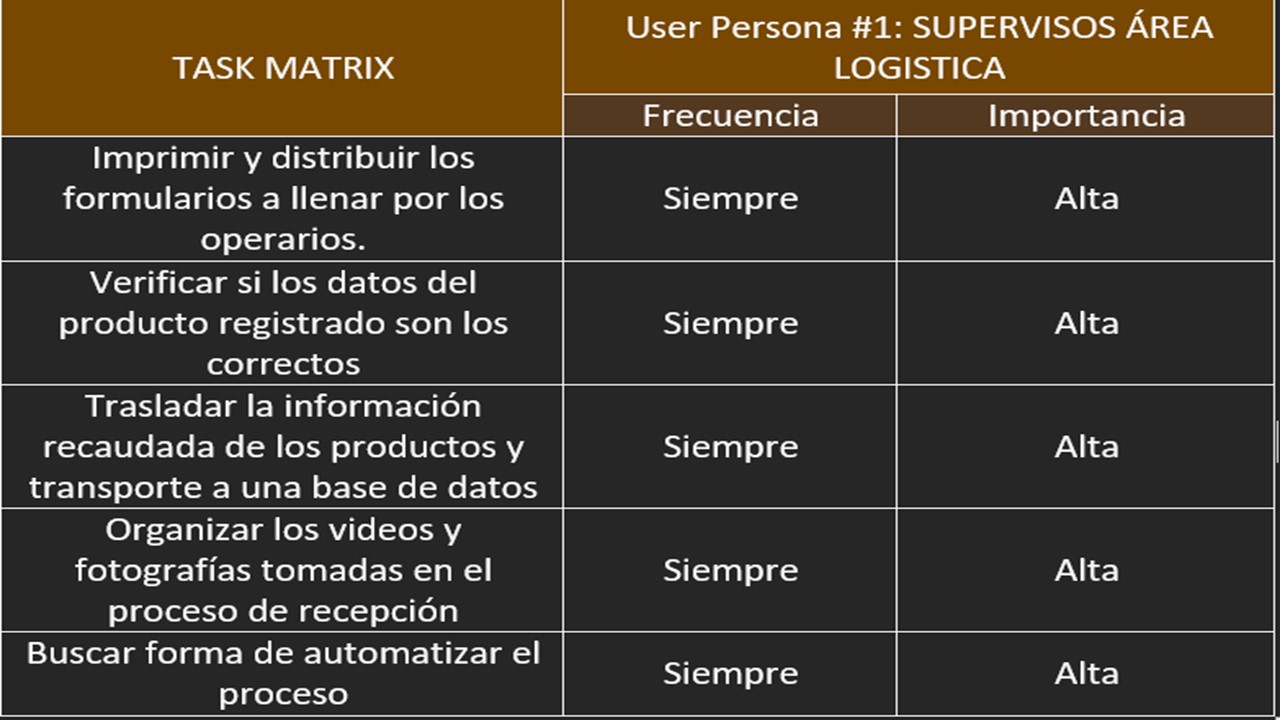 TASK MATRIX
User Persona #1: SUPERVISOS ÁREA
LOGISTICA
Frecuencia
Importancia
Imprimir y distribuir los
formularios a llenar por los
operarios.
Siempre
Alta
Verificar si los datos del
producto registrado son los
correctos
Siempre
Alta
Trasladar la información
recaudada de los productos y
transporte a una base de datos
Siempre
Alta
Organizar los videos y
fotografías tomadas en el
proceso de recepción
Siempre
Alta
Buscar forma de automatizar el
proceso
Siempre
Alta